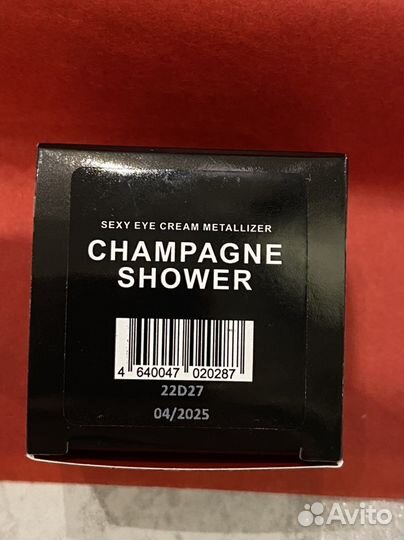 SEXY EYE CREAM METALLIZER
CHAMPAGNE
SHOWER
4 640047 020287
22D27
04/2025
Avito